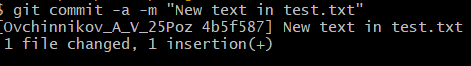 $ git commit -a -m "New text in test.txt"
[Ovchinnikov_A_V_25Poz 4b5f587] New text in test.txt
1 file changed, 1 insertion(+)